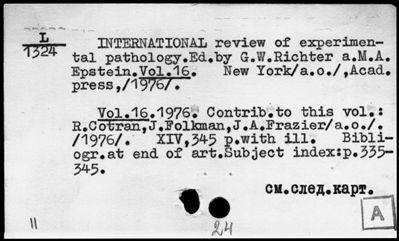 L
1324
INTERNATIONAL review of experimen-
tal pathology.Ed.by G.W.Richter a.M.A.
Epstein.Vol.16. New York/a.o./,Acad.
press,/1976/.
Vol.16.1976. Contrib.to this vol.:
R.Cotran,J.Folkman,J.A.Frazier/a.o./.
/1976/. XIV,345 p.with ill. Bibli-
ogr.at end of art.Subject index:p.335-
345.
см.след.карт.
11
24
A